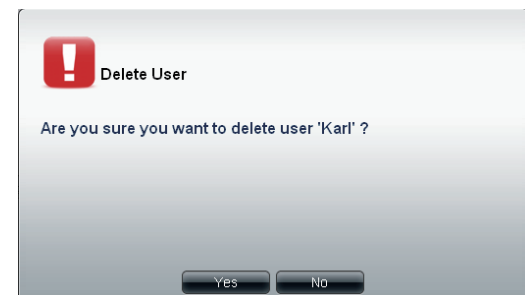 Delete User
Are you sure you want to delete user 'Karl' ?
Yes No